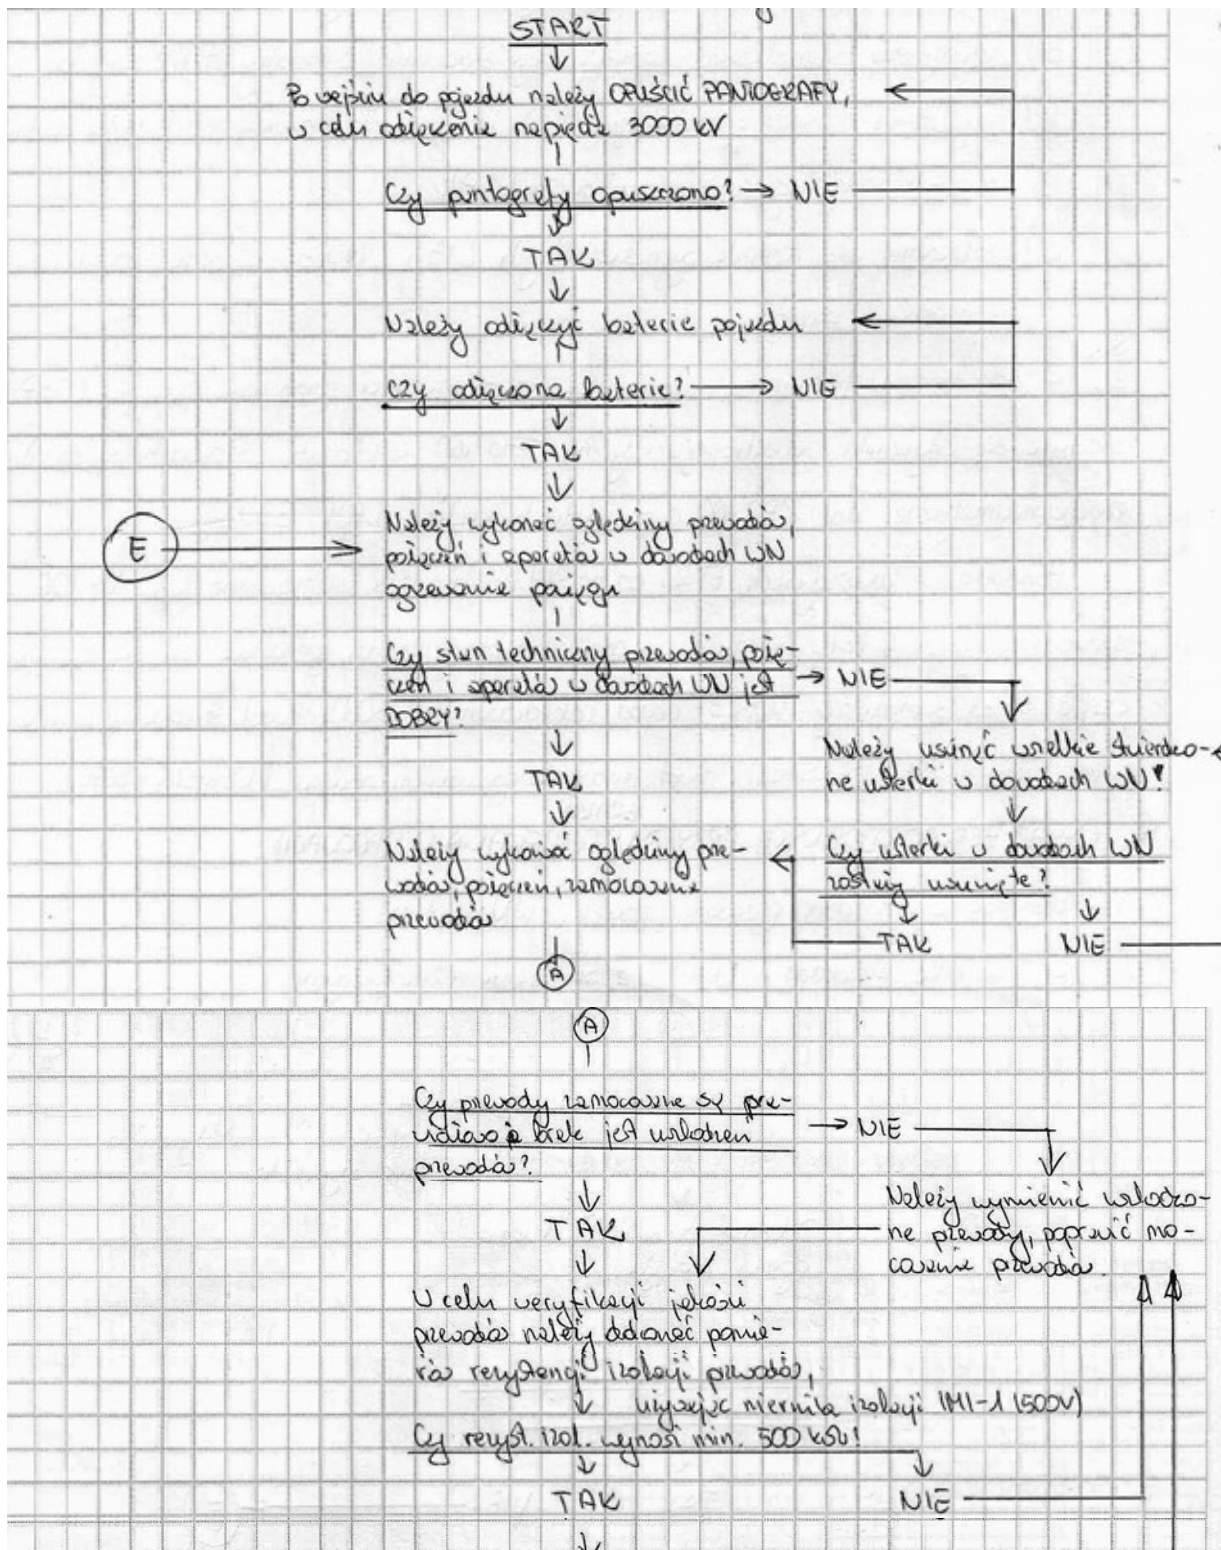 START
Po wejściu do pojazdu należy OPUŚCIĆ PANTOGRAFY,
w celu odłączenia napięcia 3000 kV
Czy pantografy opuszczono? → NIE
TAK
Należy odłączyć baterie pojazdu
Czy odłączono baterie? → NIE
TAK
E
Należy wykonać oględziny przewodów,
połączeń i aparatów w obwodach WN
ogrzewania pociągu
Czy stan techniczny przewodów, połą-
czeń i aparatów w obwodach WN jest → NIE
DOBRY?
Należy usunąć wszelkie stwierdzo-
ne usterki w obwodach WN!
TAK
Należy wykonać oględziny prze-
wodów, połączeń, zamocowanie
przewodów
Czy usterki w obwodach WN
zostały usunięte?
TAK NIE
A
A
Czy przewody zamocowane są pra-
widłowo i brak jest uszkodzeń → NIE
przewodów?
Należy wymienić uszkodzo-
ne przewody, poprawić mo-
cowanie przewodów.
TAK
W celu weryfikacji jakości
przewodów należy dokonać pomia-
rów rezystancji izolacji przewodów,
używając miernika izolacji IMI-1 (500V)
Czy rezyst. izol. wynosi min. 500 kΩ!
TAK NIE